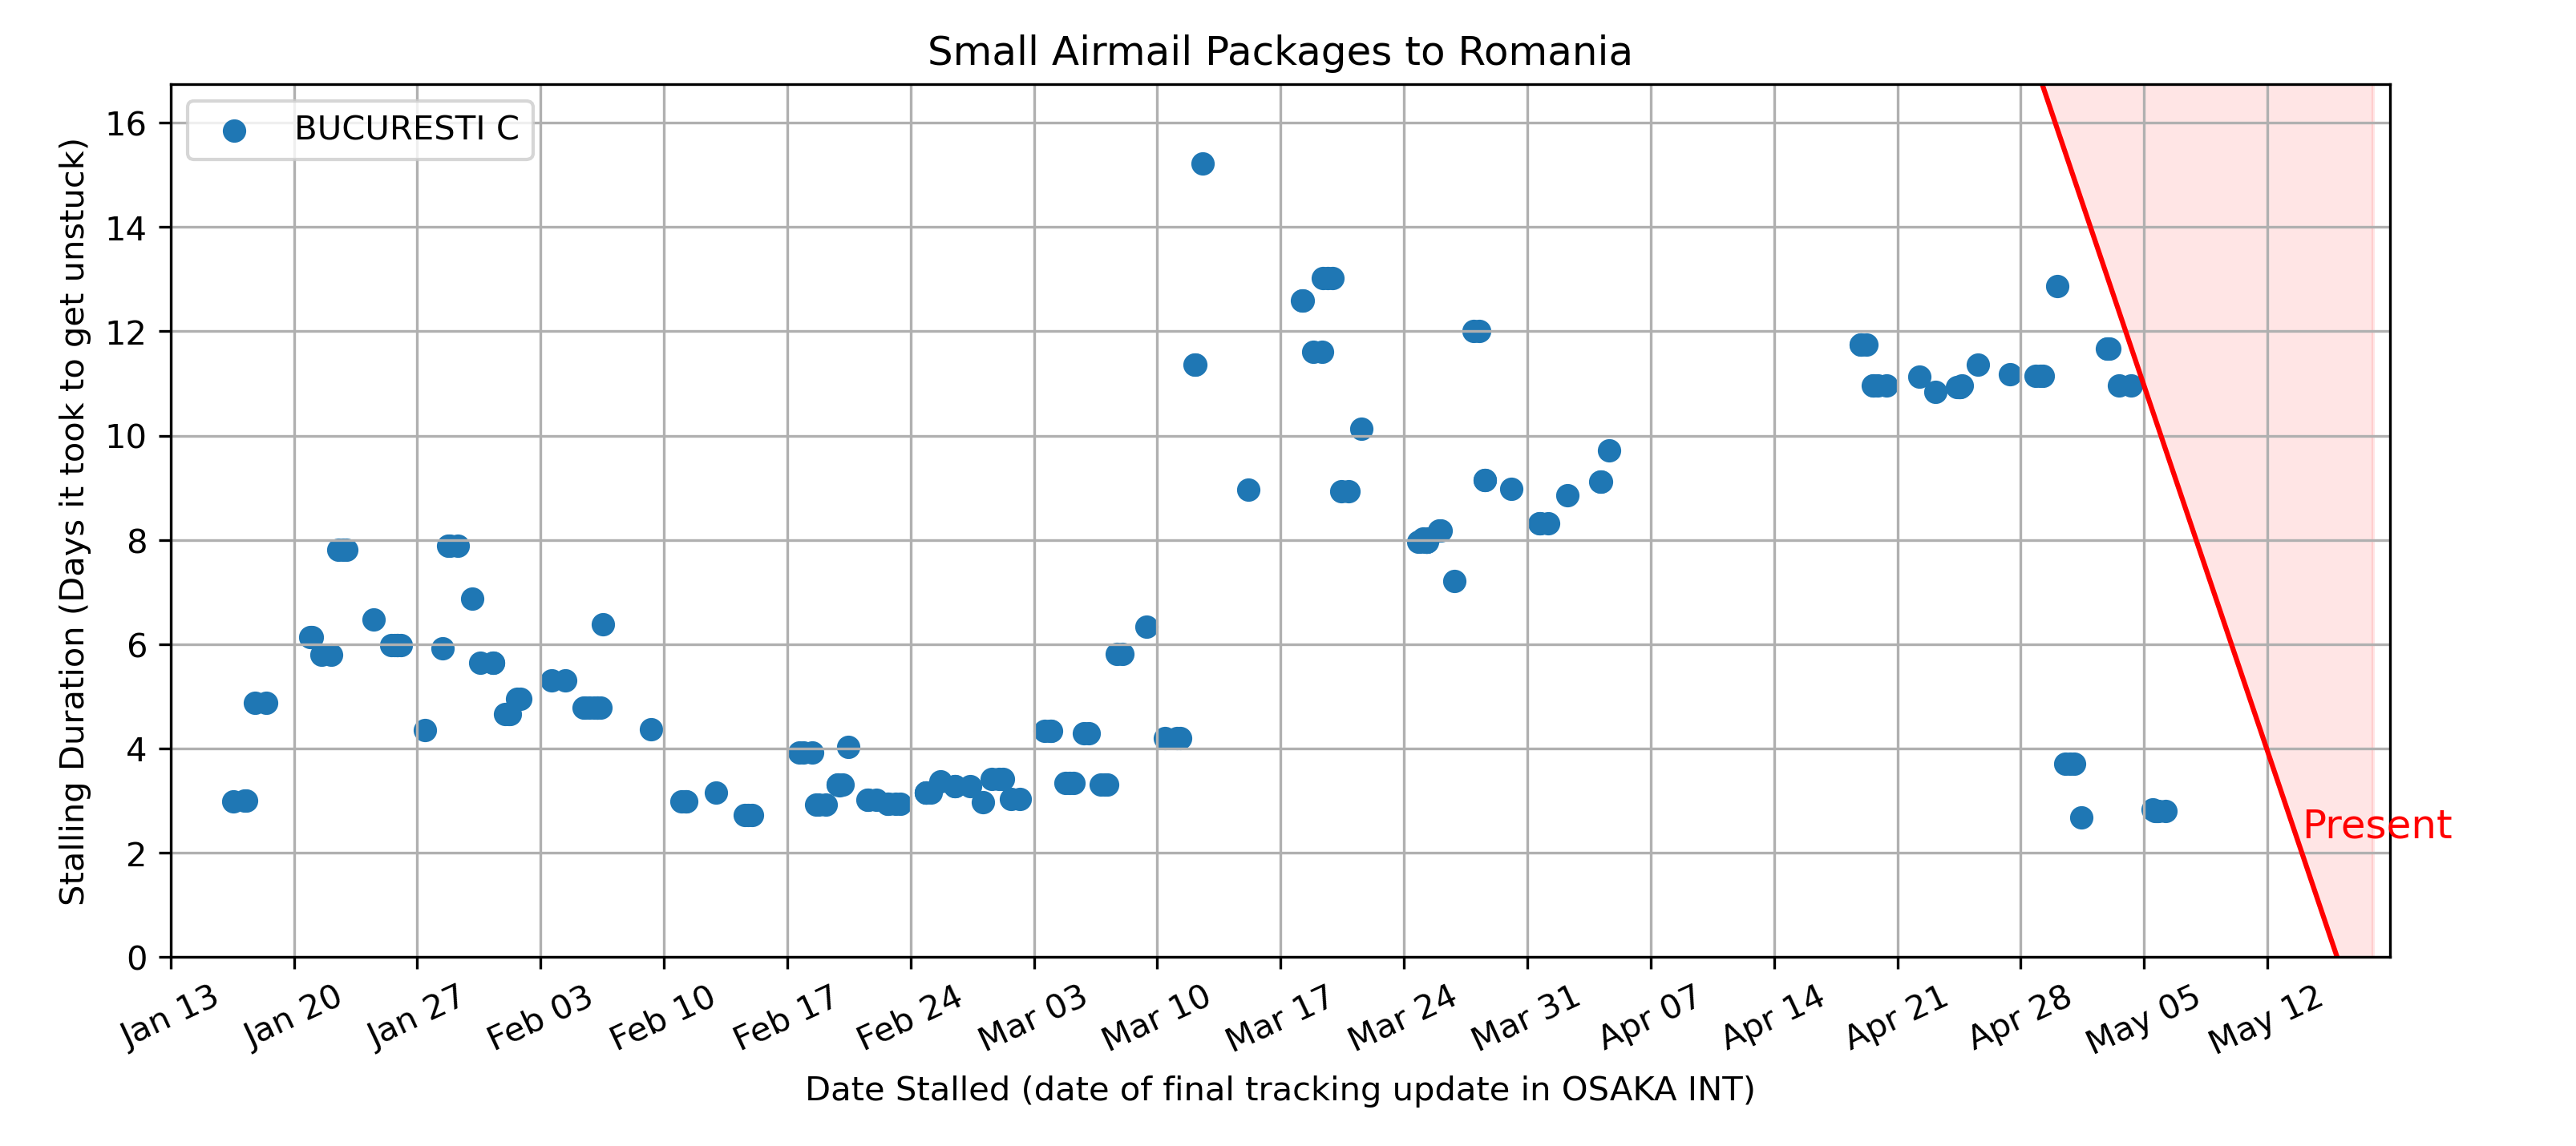 Small Airmail Packages to Romania
BUCURESTI C
Stalling Duration (Days it took to get unstuck)
16
14
12
10
8
6
4
2
0
Present
Jan 13
Jan 20
Jan 27
Feb 03
Feb 10
Feb 17
Feb 24
Mar 03
Mar 10
Mar 17
Mar 24
Mar 31
Apr 07
Apr 14
Apr 21
Apr 28
May 05
May 12
Date Stalled (date of final tracking update in OSAKA INT)